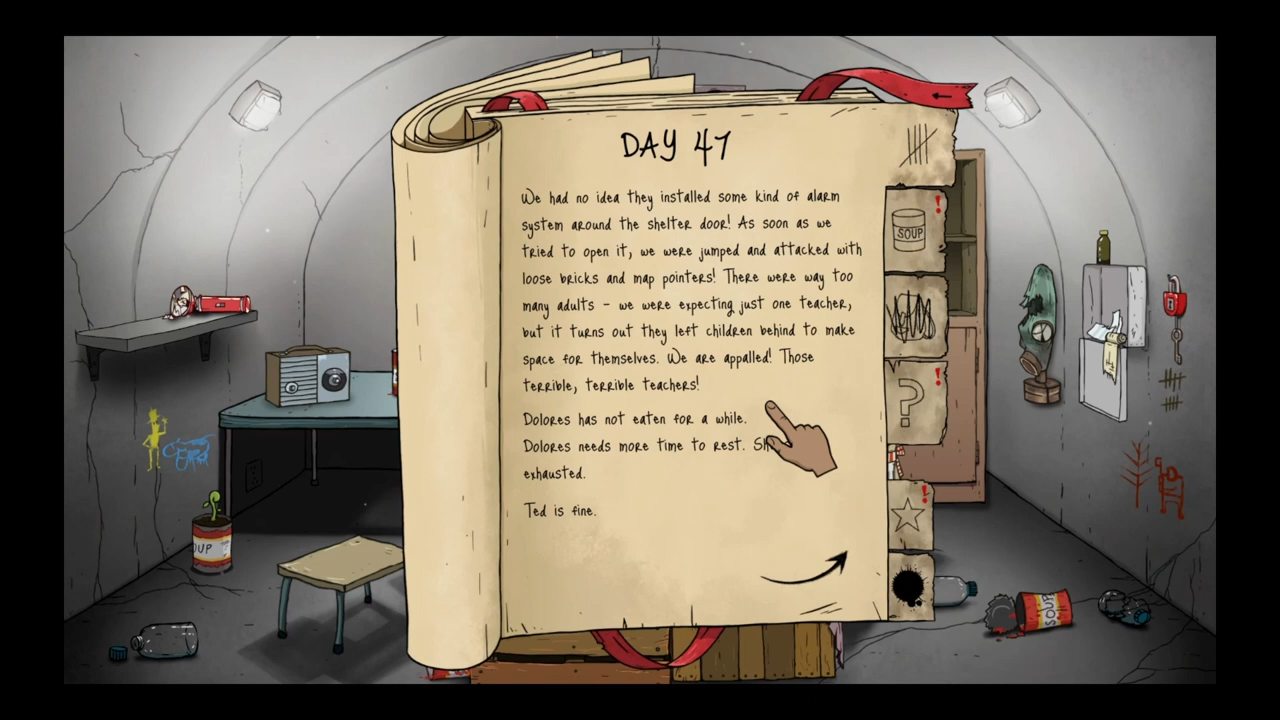 DAY 47
We had no idea they installed some kind of alarm
system around the shelter door! As soon as we
tried to open it, we were jumped and attacked with
loose bricks and map pointers! There were way too
many adults - we were expecting just one teacher,
but it turns out they left children behind to make
space for themselves. We are appalled! Those
terrible, terrible teachers!
Dolores has not eaten for a while.
Dolores needs more time to rest.
exhausted.
Ted is fine.
SOUP
?
!
!
!
OUP
SOUP